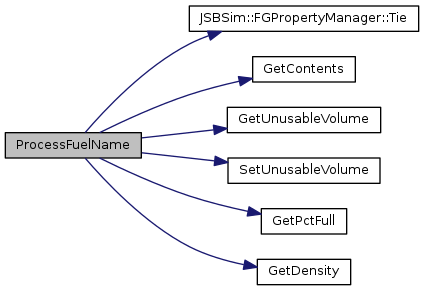 JSBSim::FGPropertyManager::Tie
GetContents
GetUnusableVolume
ProcessFuelName
SetUnusableVolume
GetPctFull
GetDensity